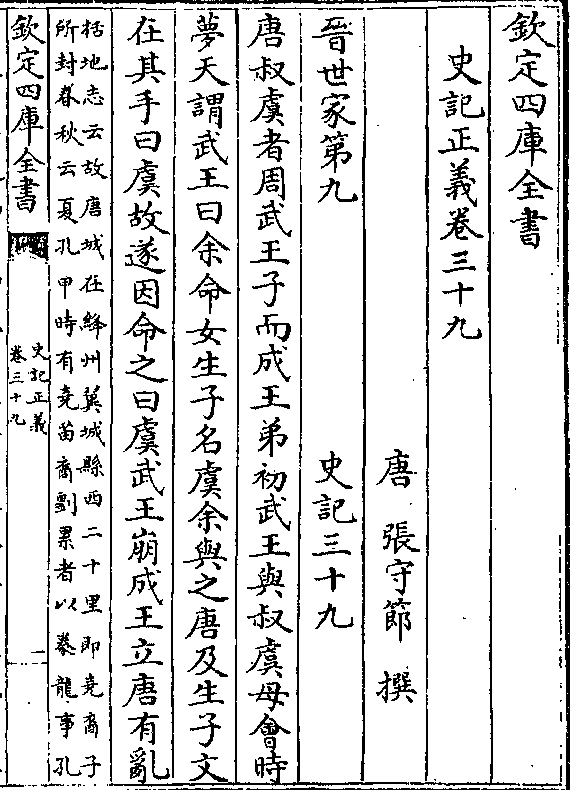 欽定四庫全書
史記正義卷三十九
唐 張守節 撰
晉世家第九 史記三十九
唐叔虞者周武王子而成王弟初武王與叔虞母會時
夢天謂武王曰余命女生子名虞余與之唐及生子文
在其手曰虞故遂因命之曰虞武王崩成王立唐有亂
括地志云故唐城在絳州翼城縣西二十里即堯裔子
所封春秋云夏孔甲時有堯苗裔劉累者以豢龍事孔
欽定四庫全書
史記正義
卷三十九
一